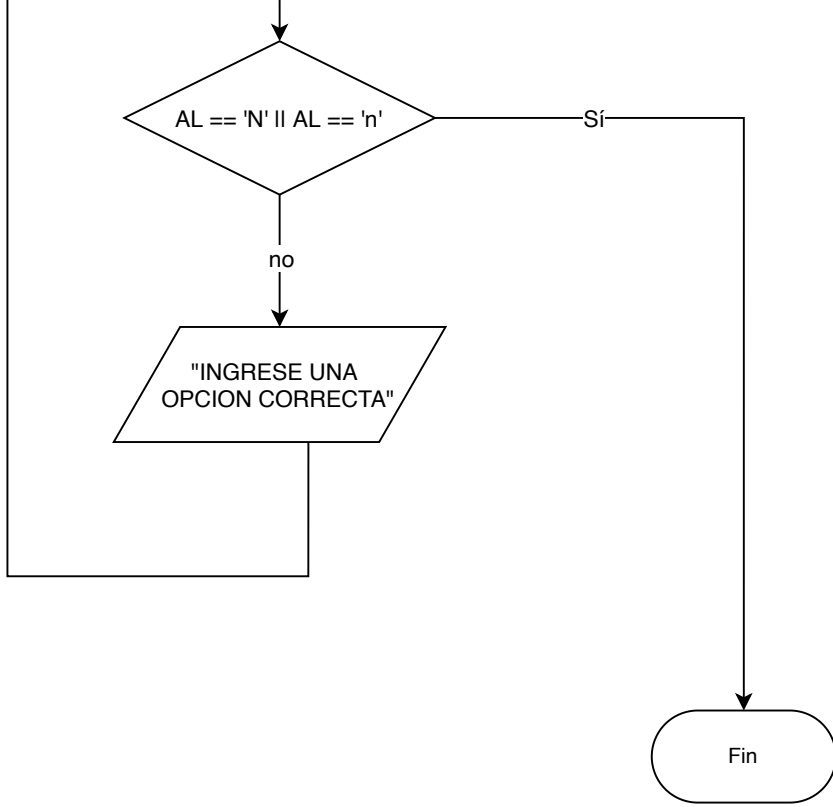 AL == 'N' || AL == 'n'
Sí
no
"INGRESE UNA
OPCION CORRECTA"
Fin